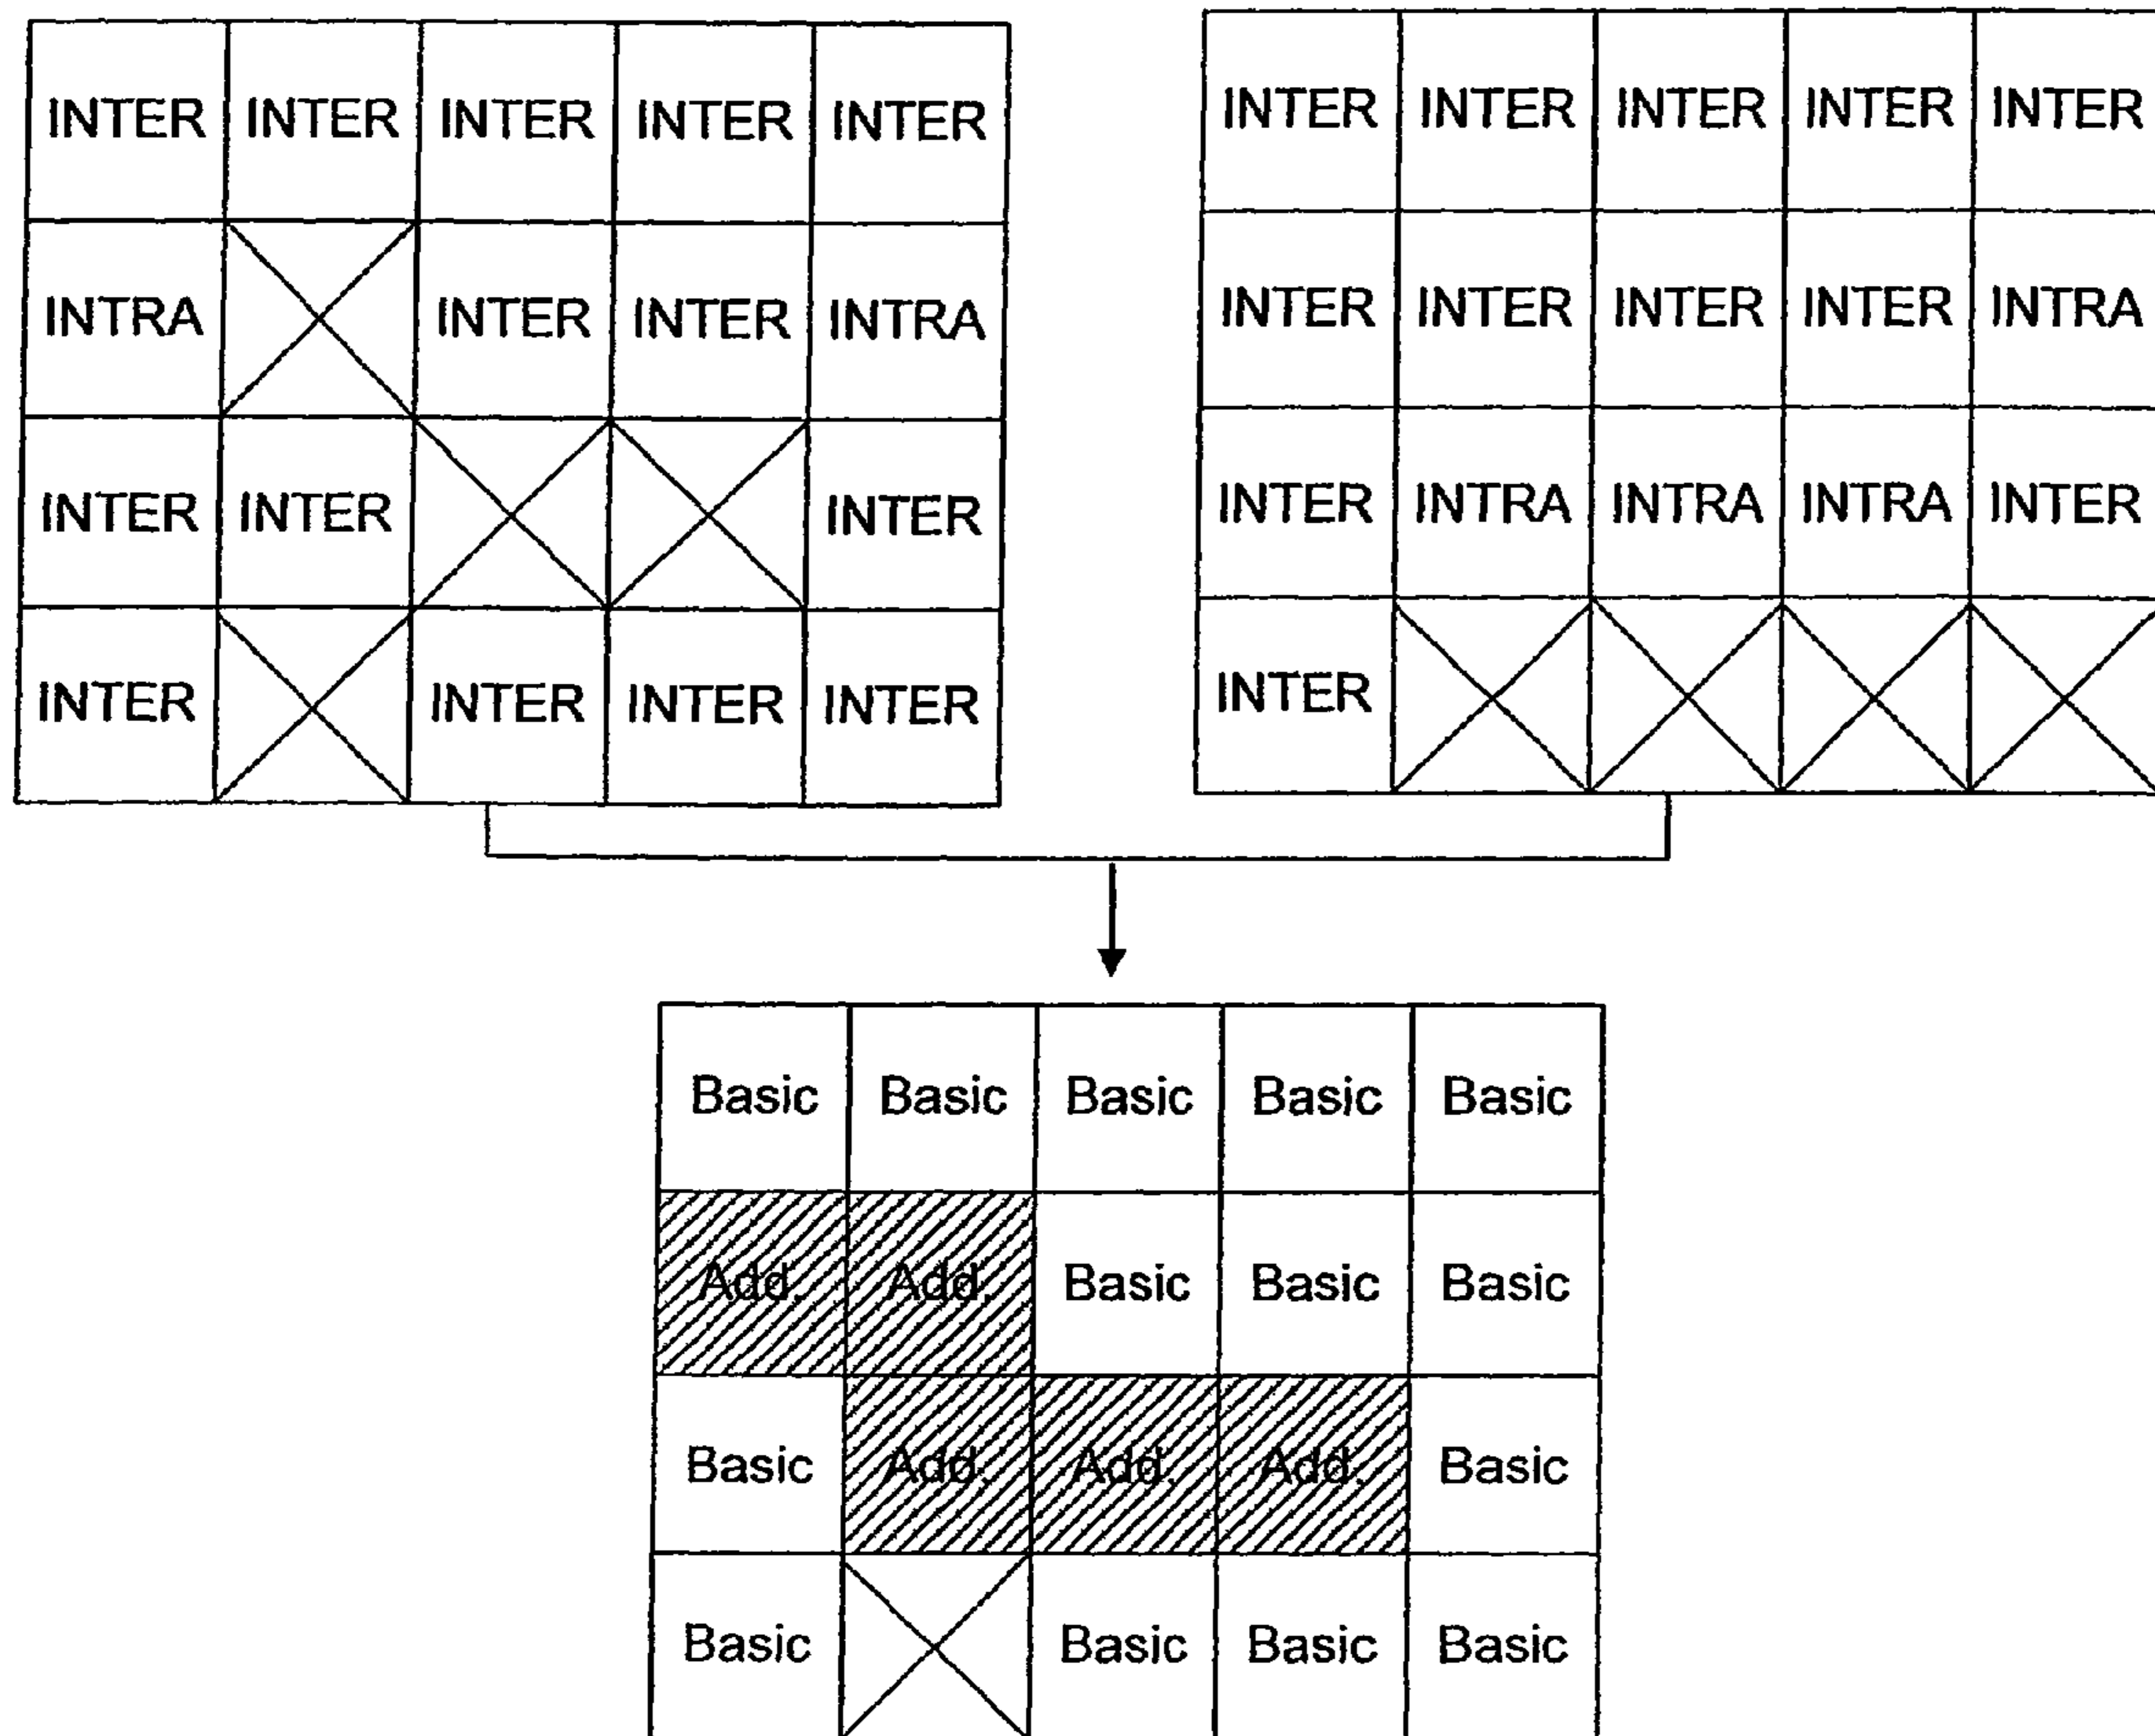 INTER INTER INTER INTER INTER
INTRA INTER INTER INTRA
INTER INTER INTER
INTER INTER INTER INTER
INTER INTER INTER INTER INTER
INTER INTER INTER INTER INTRA
INTER INTRA INTRA INTRA INTER
INTER
Basic Basic Basic Basic Basic
Add. Add. Basic Basic Basic
Basic Add. Add. Add. Basic
Basic Basic Basic Basic